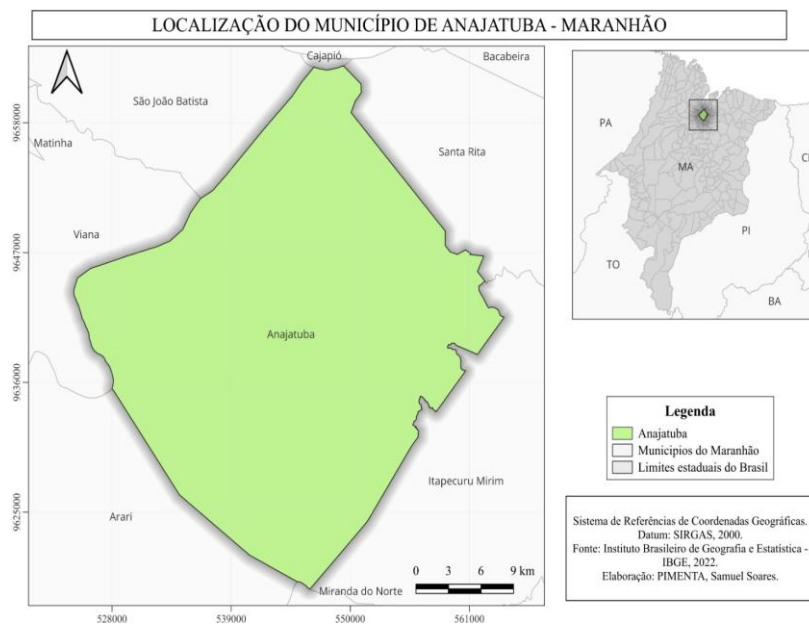 LOCALIZAÇÃO DO MUNICÍPIO DE ANAJATUBA - MARANHÃO
Cajapió
Bacabeira
São João Batista
Matinha
Santa Rita
Viana
Anajatuba
Itapecuru Mirim
Arari
Miranda do Norte
0 3 6 9 km
9658000
9647000
9636000
9625000
528000 539000 550000 561000
PA
MA
PI
TO
BA
Legenda
Anajatuba
Municipios do Maranhão
Limites estaduais do Brasil
Sistema de Referências de Coordenadas Geográficas.
Datum: SIRGAS, 2000.
Fonte: Instituto Brasileiro de Geografia e Estatística -
IBGE, 2022.
Elaboração: PIMENTA, Samuel Soares.